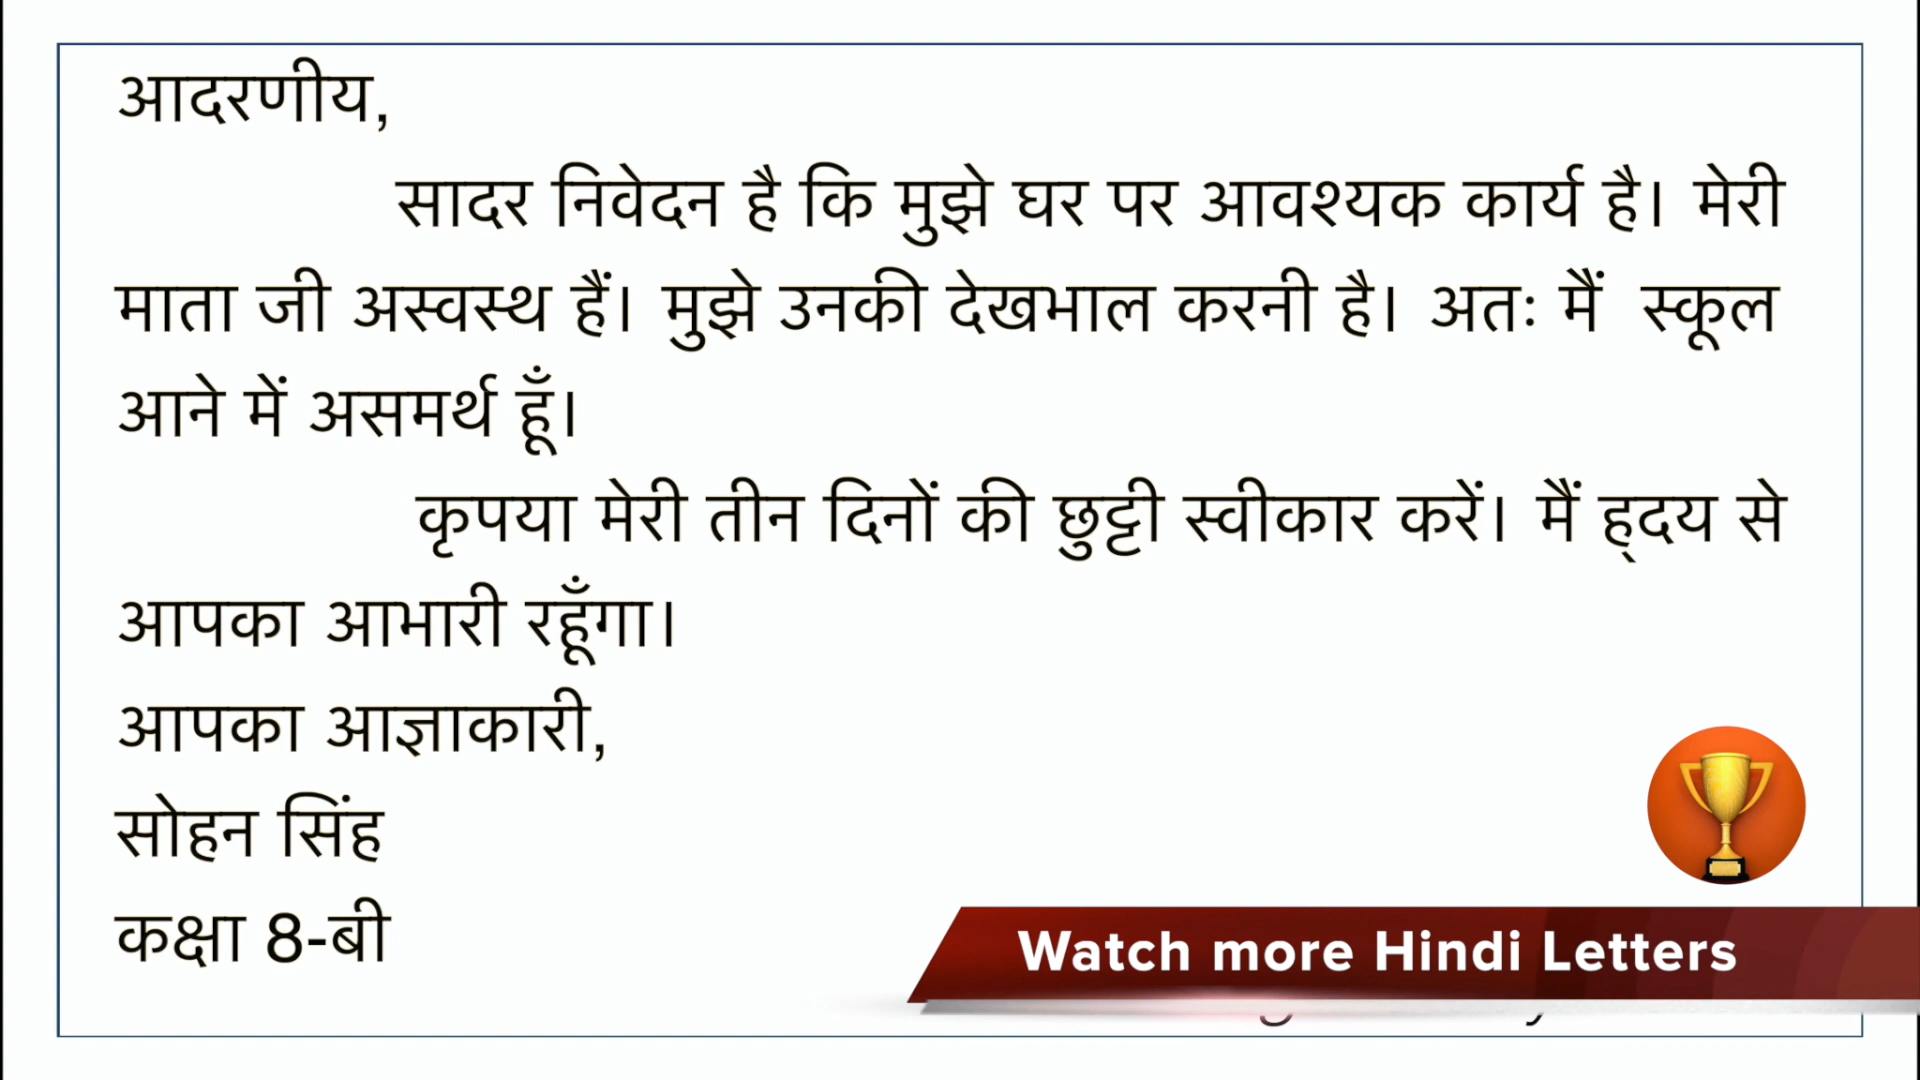 आदरणीय,
सादर निवेदन है कि मुझे घर पर आवश्यक कार्य है। मेरी
माता जी अस्वस्थ हैं। मुझे उनकी देखभाल करनी है। अतः मैं स्कूल
आने में असमर्थ हूँ।
कृपया मेरी तीन दिनों की छुट्टी स्वीकार करें। मैं ह्दय से
आपका आभारी रहूँगा।
आपका आज्ञाकारी,
सोहन सिंह
कक्षा 8-बी
Watch more Hindi Letters